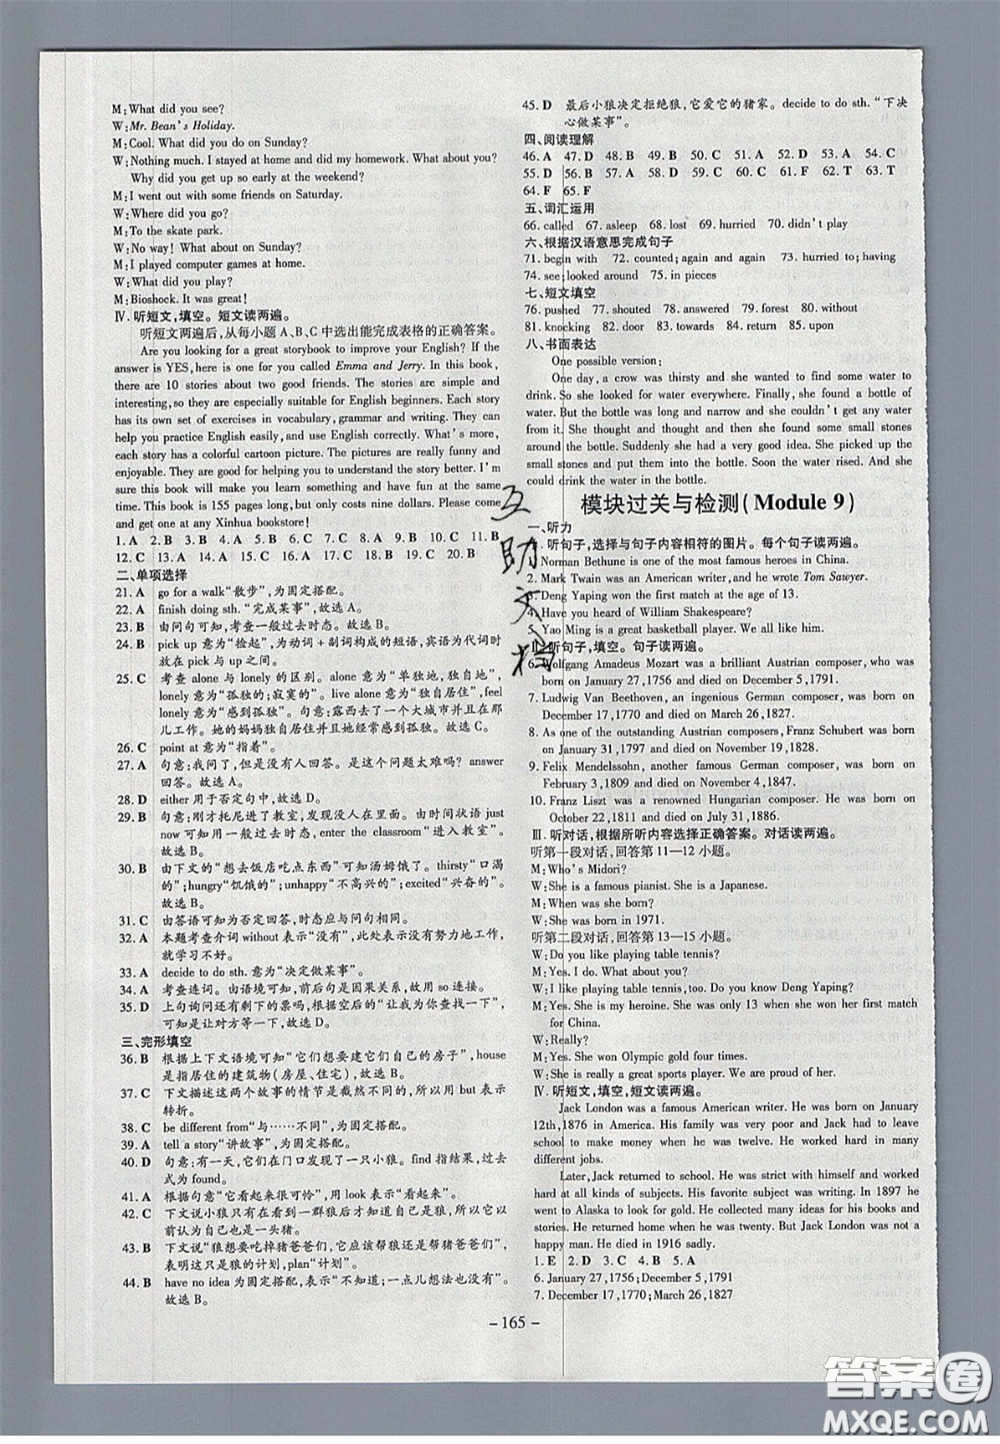 M:What did you see?
W:Mr. Bean's Holiday.
M:Cool. What did you do on Sunday?
W:Nothing much. I stayed at home and did my homework. What about you?
Why did you get up so early at the weekend?
M:I went out with some friends on Saturday.
W:Where did you go?
M:To the skate park.
W:No way! What about on Sunday?
M:I played computer games at home.
W:What did you play?
M:Bioshock. It was great!
Ⅳ. 听短文,填空。短文读两遍。
听短文两遍后,从每小题A、B、C中选出能完成表格的正确答案。
Are you looking for a great storybook to improve your English? If the
answer is YES, here is one for you called Emma and Jerry. In this book,
there are 10 stories about two good friends. The stories are simple and
interesting,so they are especially suitable for English beginners. Each story
has its own set of exercises in vocabulary, grammar and writing. They can
help you practice English easily, and use English correctly. What's more,
each story has a colorful cartoon picture. The pictures are really funny and
enjoyable. They are good for helping you to understand the story better. I'm
sure this book is interesting enough and you can learn and have fun at the same
time. This book is 155 pages long,but only costs nine dollars. Please come
and get one at any Xinhua bookstore!
1. A 2. D 3. B 4. C 5. E 6. A 7. C 8. A 9. C 10. A 11. B
12. C 13. A 14. A 15. C 16. B 17. A 18. C 19. C 20. B
二、单项选择
21. A go for a walk“散步”,为固定搭配。
22. A finish doing sth. “完成某事”,故选A。
23. B 由问句可知,考查一般过去时态。故选B。
24. B pick up 意为“捡起”,为动词+副词构成的短语,宾语为代词时
放在pick 与 up 之间。
25. C 考查 alone 与 lonely 的区别。alone 意为“单独地,独自地”,
lonely 意为“孤独的;寂寞的”。live alone 意为“独自居住”,feel
lonely 意为“感到孤独”。句意:露西去了一个大城市并且在那
儿工作。她的妈妈独自居住并且她经常感到孤独。
26. C point at 意为“指着”。
27. A 句意:我问了,但是没有人回答。是这个问题太难吗? answer
回答。故选A。
28. D either 用于否定句中,故选D。
29. B 句意:刚才托尼进了教室,发现没有人在里面。由时间状语just
now 可知用一般过去时,enter the classroom“进入教室”。
故选B。
30. B 由下文的“想去饭店吃点东西”可知汤姆饿了。thirsty“口渴
的”;hungry“饥饿的”;unhappy“不高兴的”;excited“兴奋的”。
故选B。
31. C 由答语可知为否定回答,时态应与问句相同。
32. A 本题考查介词 without 表示“没有”,此处表示没有努力地工作,
就学习不好。
33. A decide to do sth. 意为“决定做某事”。
34. A 考查连词。由语境可知,前后句是因果关系,故用 so 连接。
35. D 上句询问还有剩下的票吗,根据空后的“让我为你查找一下”,
可知是让对方等一下,故选D。
三、完形填空
36. B 根据上下文语境可知“它们想要建它们自己的房子”,house
是指居住的建筑物(房屋、住宅),故选B。
37. C 下文描述这两个故事的情节是截然不同的,所以用 but 表示
转折。
38. C be different from“与……不同”,为固定搭配。
39. A tell a story“讲故事”,为固定搭配。
40. D 句意:有一天,它们在门口发现了一只小狼。find 指结果,过去
式为 found。
41. A 根据句意“它看起来很可怜”,用 look 表示“看起来”。
42. C 下文说小狼只有在看到一群狼后才知道自己是狼,所以它以
前认为自己也是一头猪。
43. B 下文说“狼想要吃掉猪爸爸们,它应该帮狼还是帮猪爸爸们”,
表明这只是狼的计划,plan“计划”。
44. B have no idea 为固定搭配,表示“不知道;一点儿想法也没有”。
故选B。
45. D 最后小狼决定拒绝狼,它爱它的猪家。decide to do sth. “下决
心做某事”。
四、阅读理解
46. A 47. D 48. B 49. B 50. C 51. A 52. D 53. A 54. C
55. D 56. B 57. A 58. D 59. C 60. C 61. F 62. T 63. T
64. F 65. F
五、词汇运用
66. called 67. asleep 68. lost 69. hurried 70. didn't play
六、根据汉语意思完成句子
71. begin with 72. counted;again and again 73. hurried to;having
74. see;looked around 75. in pieces
七、短文填空
76. pushed 77. shouted 78. answered 79. forest 80. without
81. knocking 82. door 83. towards 84. return 85. upon
八、书面表达
One possible version:
One day, a crow was thirsty and she wanted to find some water to
drink. So she looked for water everywhere. Finally, she found a bottle of
water. But the bottle was long and narrow and she couldn't get any water
from it. She thought and thought and then she found some small stones
around the bottle. Suddenly she had a very good idea. She picked up the
small stones and put them into the bottle. Soon the water rised, and she
could drink the water in the bottle.
模块过关与检测(Module 9)
一、听力
听句子,选择与句子内容相符的图片。每个句子读两遍。
Norman Bethune is one of the most famous heroes in China.
2. Mark Twain was an American writer, and he wrote Tom Sawyer.
3. Deng Yaping won the first match at the age of 13.
4. Have you heard of William Shakespeare?
5. Yao Ming is a great basketball player. We all like him.
Ⅱ. 听句子,填空。句子读两遍。
6. Wolfgang Amadeus Mozart was a brilliant Austrian composer, who was
born on January 27,1756 and died on December 5,1791.
7. Ludwig Van Beethoven, an ingenious German composer, was born on
December 17,1770 and died on March 26,1827.
8. As one of the outstanding Austrian composers, Franz Schubert was born
on January 31,1797 and died on November 19,1828.
9. Felix Mendelssohn, another famous German composer, was born on
February 3,1809 and died on November 4,1847.
10. Franz Liszt was a renowned Hungarian composer. He was born on
October 22,1811 and died on July 31,1886.
Ⅲ. 听对话,根据所听内容选择正确答案。对话读两遍。
听第一段对话,回答第11—12小题。
M:Who's Midori?
W:She is a famous pianist. She is a Japanese.
M:When was she born?
W:She was born in 1971.
听第二段对话,回答第13—15小题。
W:Do you like playing table tennis?
M:Yes. I do. What about you?
W:I like playing table tennis,too. Do you know Deng Yaping?
M:Yes. She is my heroine. She was only 13 when she won her first match
for China.
W:Really?
M:Yes. She won Olympic gold four times.
W:She is really a great sports player. We are proud of her.
Ⅳ. 听短文,填空,短文读两遍。
Jack London was a famous American writer. He was born on January
12th,1876 in America. His family was very poor and Jack had to leave
school to make money when he was twelve. He worked hard in many
different jobs.
Later,Jack returned to school. He was strict with himself and worked
hard at all kinds of subjects. His favorite subject was writing. In 1897 he
went to Alaska to look for gold. He collected many ideas for his books and
stories. He returned home when he was twenty. But Jack London was not a
happy man. He died in 1916 sadly.
1. E 2. D 3. C 4. B 5. A
6. January 27,1756;December 5,1791
7. December 17,1770;March 26,1827
- 165 -
互助文档
答案圈
MXQE.COM